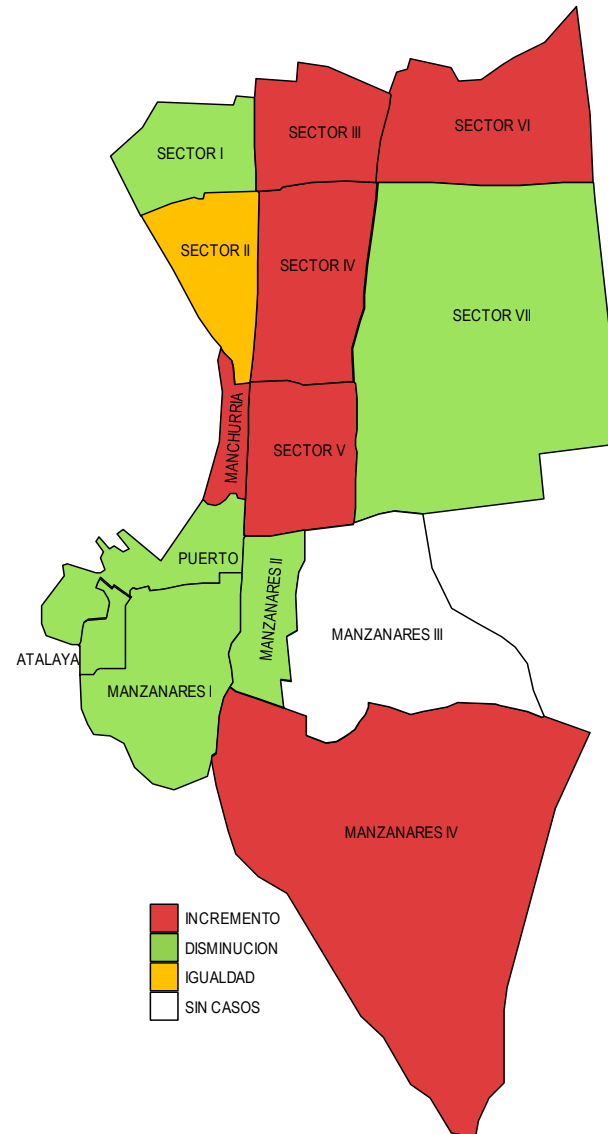 SECTOR VI
SECTOR III
SECTOR I
SECTOR II
SECTOR IV
SECTOR VII
MANCHURRIA
SECTOR V
PUERTO
MANZANARES II
MANZANARES III
ATALAYA
MANZANARES I
MANZANARES IV
INCREMENTO
DISMINUCION
IGUALDAD
SIN CASOS